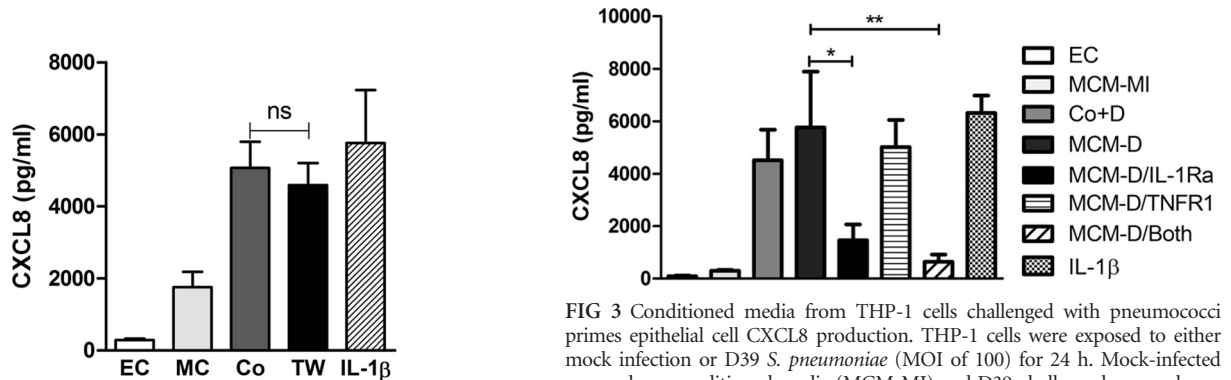 8000
6000
4000
2000
0
CXCL8 (pg/ml)
ns
EC MC Co TW IL-1β
10000
8000
6000
4000
2000
0
CXCL8 (pg/ml)
**
*
EC
MCM-MI
Co+D
MCM-D
MCM-D/IL-1Ra
MCM-D/TNFR1
MCM-D/Both
IL-1β
FIG 3 Conditioned media from THP-1 cells challenged with pneumococci
primes epithelial cell CXCL8 production. THP-1 cells were exposed to either
mock infection or D39 S. pneumoniae (MOI of 100) for 24 h. Mock-infected